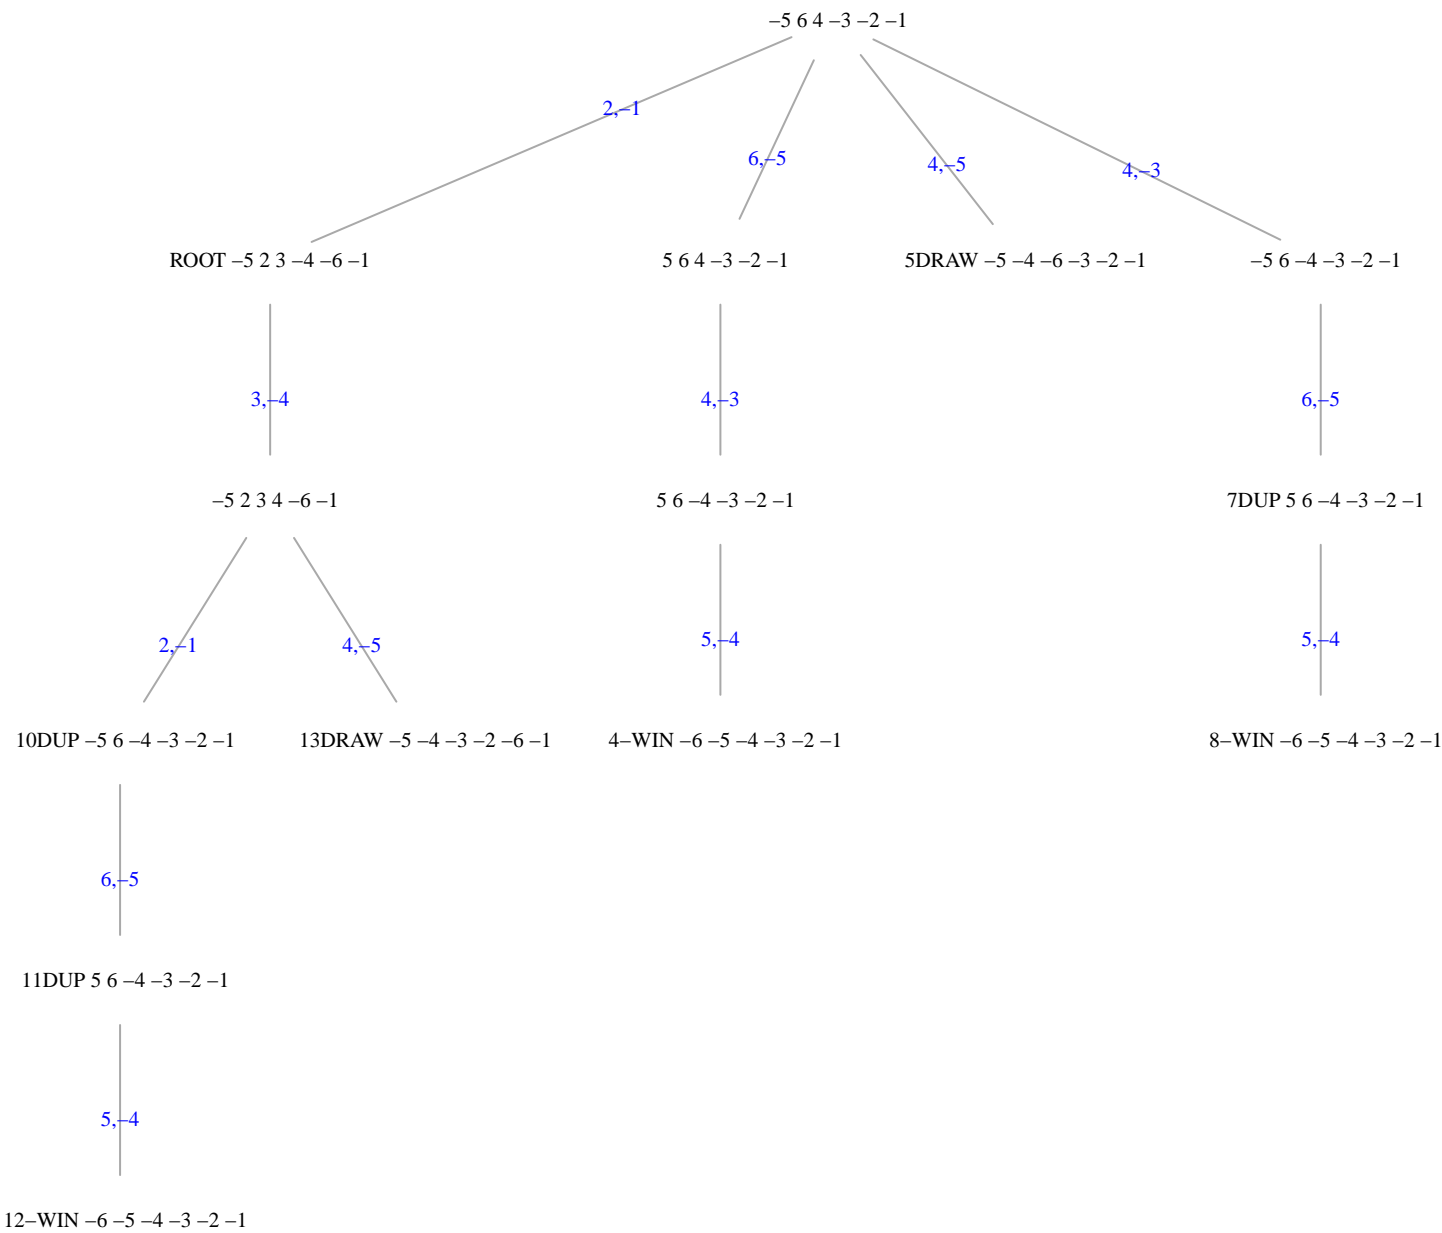 –5 6 4 –3 –2 –1
2,–1
6,–5
4,–5
4,–3
ROOT –5 2 3 –4 –6 –1
5 6 4 –3 –2 –1
5DRAW –5 –4 –6 –3 –2 –1
–5 6 –4 –3 –2 –1
3,–4
4,–3
6,–5
–5 2 3 4 –6 –1
5 6 –4 –3 –2 –1
7DUP 5 6 –4 –3 –2 –1
2,–1
4,–5
5,–4
5,–4
10DUP –5 6 –4 –3 –2 –1
13DRAW –5 –4 –3 –2 –6 –1
4–WIN –6 –5 –4 –3 –2 –1
8–WIN –6 –5 –4 –3 –2 –1
6,–5
11DUP 5 6 –4 –3 –2 –1
5,–4
12–WIN –6 –5 –4 –3 –2 –1